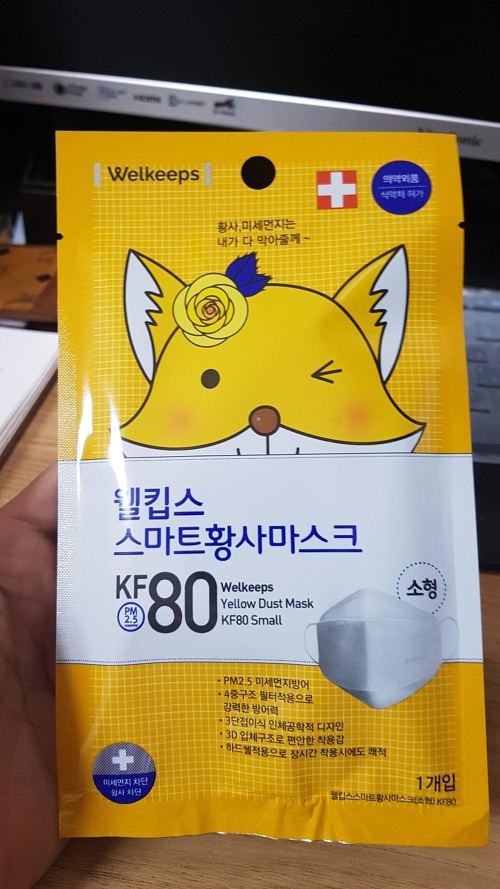 Welkeeps
의약외품
식약처 허가
황사,미세먼지는
내가 다 막아줄께~
웰킵스
스마트황사마스크
KF80
PM
2.5
Welkeeps
Yellow Dust Mask
KF80 Small
소형
• PM2.5 미세먼지방어
• 4중구조 필터적용으로
강력한 방어력
• 3단접이식 인체공학적 디자인
• 3D 입체구조로 편안한 착용감
• 하드쉘적용으로 장시간 착용시에도 쾌적
미세먼지 차단
황사 차단
1개입
웰킵스스마트황사마스크(소형) KF80